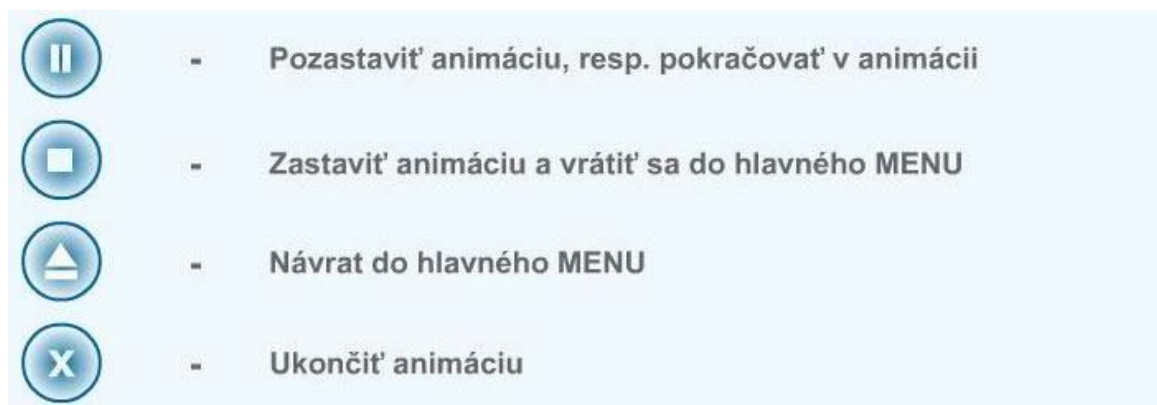 - Pozastaviť animáciu, resp. pokračovať v animácii
- Zastaviť animáciu a vrátiť sa do hlavného MENU
- Návrat do hlavného MENU
X - Ukončiť animáciu